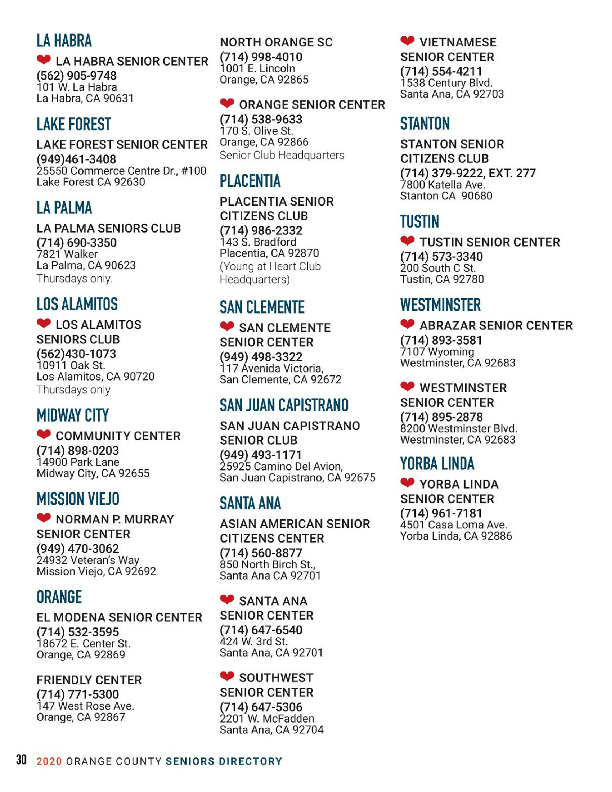 LA HABRA
LA HABRA SENIOR CENTER
(562) 905-9748
101 W. La Habra
La Habra, CA 90631
LAKE FOREST
LAKE FOREST SENIOR CENTER
(949)461-3408
25550 Commerce Centre Dr., #100
Lake Forest CA 92630
LA PALMA
LA PALMA SENIORS CLUB
(714) 690-3350
7821 Walker
La Palma, CA 90623
Thursdays only.
LOS ALAMITOS
LOS ALAMITOS
SENIORS CLUB
(562)430-1073
10911 Oak St.
Los Alamitos, CA 90720
Thursdays only
MIDWAY CITY
COMMUNITY CENTER
(714) 898-0203
14900 Park Lane
Midway City, CA 92655
MISSION VIEJO
NORMAN P. MURRAY
SENIOR CENTER
(949) 470-3062
24932 Veteran's Way
Mission Viejo, CA 92692
ORANGE
EL MODENA SENIOR CENTER
(714) 532-3595
18672 E. Center St.
Orange, CA 92869
FRIENDLY CENTER
(714) 771-5300
147 West Rose Ave.
Orange, CA 92867
NORTH ORANGE SC
(714) 998-4010
1001 E. Lincoln
Orange, CA 92865
ORANGE SENIOR CENTER
(714) 538-9633
170 S. Olive St.
Orange, CA 92866
Senior Club Headquarters
PLACENTIA
PLACENTIA SENIOR
CITIZENS CLUB
(714) 986-2332
143 S. Bradford
Placentia, CA 92870
(Young at Heart Club
Headquarters)
SAN CLEMENTE
SAN CLEMENTE
SENIOR CENTER
(949) 498-3322
117 Avenida Victoria,
San Clemente, CA 92672
SAN JUAN CAPISTRANO
SAN JUAN CAPISTRANO
SENIOR CLUB
(949) 493-1171
25925 Camino Del Avion,
San Juan Capistrano, CA 92675
SANTA ANA
ASIAN AMERICAN SENIOR
CITIZENS CENTER
(714) 560-8877
850 North Birch St.,
Santa Ana CA 92701
SANTA ANA
SENIOR CENTER
(714) 647-6540
424 W. 3rd St.
Santa Ana, CA 92701
SOUTHWEST
SENIOR CENTER
(714) 647-5306
2201 W. McFadden
Santa Ana, CA 92704
VIETNAMESE
SENIOR CENTER
(714) 554-4211
1538 Century Blvd.
Santa Ana, CA 92703
STANTON
STANTON SENIOR
CITIZENS CLUB
(714) 379-9222, EXT. 277
7800 Katella Ave.
Stanton CA 90680
TUSTIN
TUSTIN SENIOR CENTER
(714) 573-3340
200 South C St.
Tustin, CA 92780
WESTMINSTER
ABRAZAR SENIOR CENTER
(714) 893-3581
7107 Wyoming
Westminster, CA 92683
WESTMINSTER
SENIOR CENTER
(714) 895-2878
8200 Westminster Blvd.
Westminster, CA 92683
YORBA LINDA
YORBA LINDA
SENIOR CENTER
(714) 961-7181
4501 Casa Loma Ave.
Yorba Linda, CA 92886
30 2020 ORANGE COUNTY SENIORS DIRECTORY